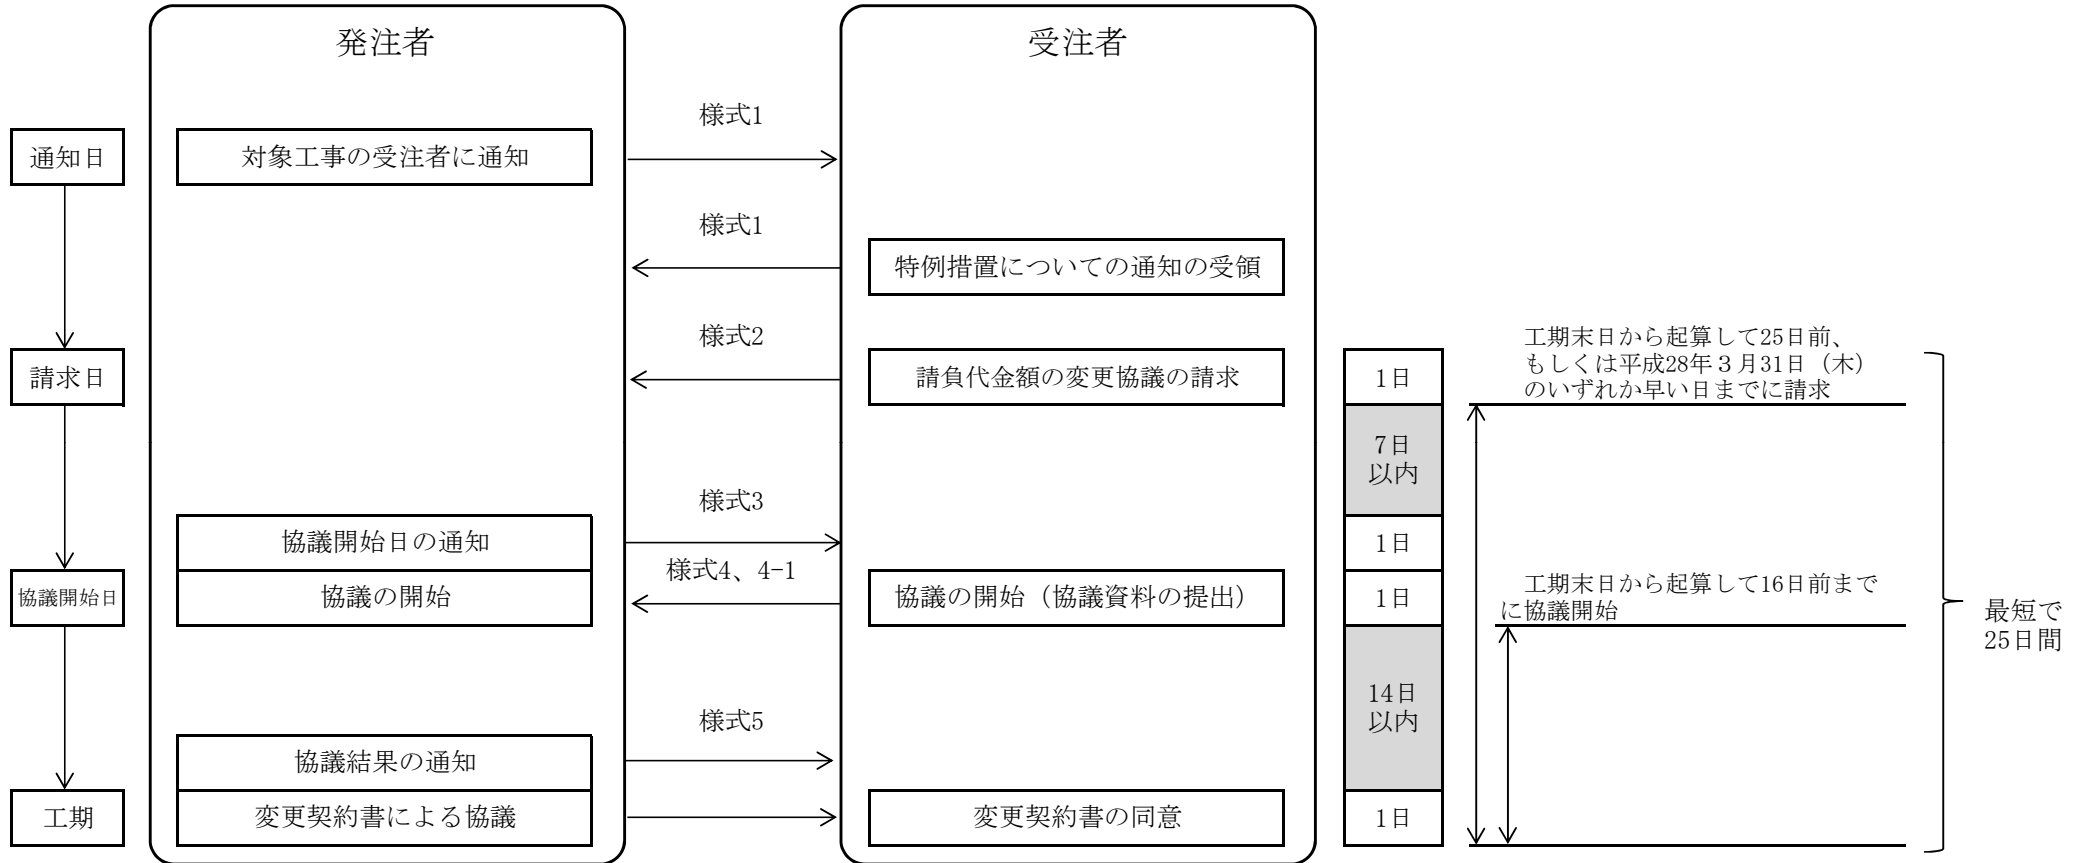 発注者
受注者
様式1
通知日
対象工事の受注者に通知
様式1
特例措置についての通知の受領
様式2
請求日
請負代金額の変更協議の請求
1日
工期末日から起算して25日前、
もしくは平成28年３月31日（木）
のいずれか早い日までに請求
7日
以内
様式3
協議開始日の通知
1日
様式4、4-1
協議開始日
協議の開始
協議の開始（協議資料の提出）
1日
工期末日から起算して16日前まで
に協議開始
最短で
25日間
14日
以内
様式5
協議結果の通知
工期
変更契約書による協議
変更契約書の同意
1日